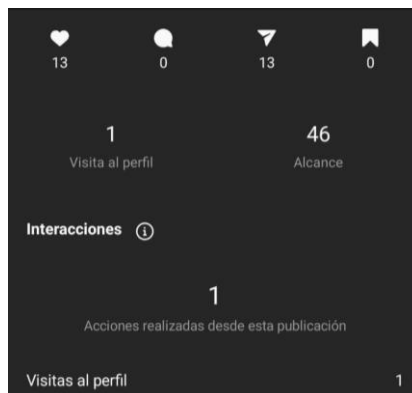 13 0 13 0
1 46
Visita al perfil Alcance
Interacciones
1
Acciones realizadas desde esta publicación
Visitas al perfil 1